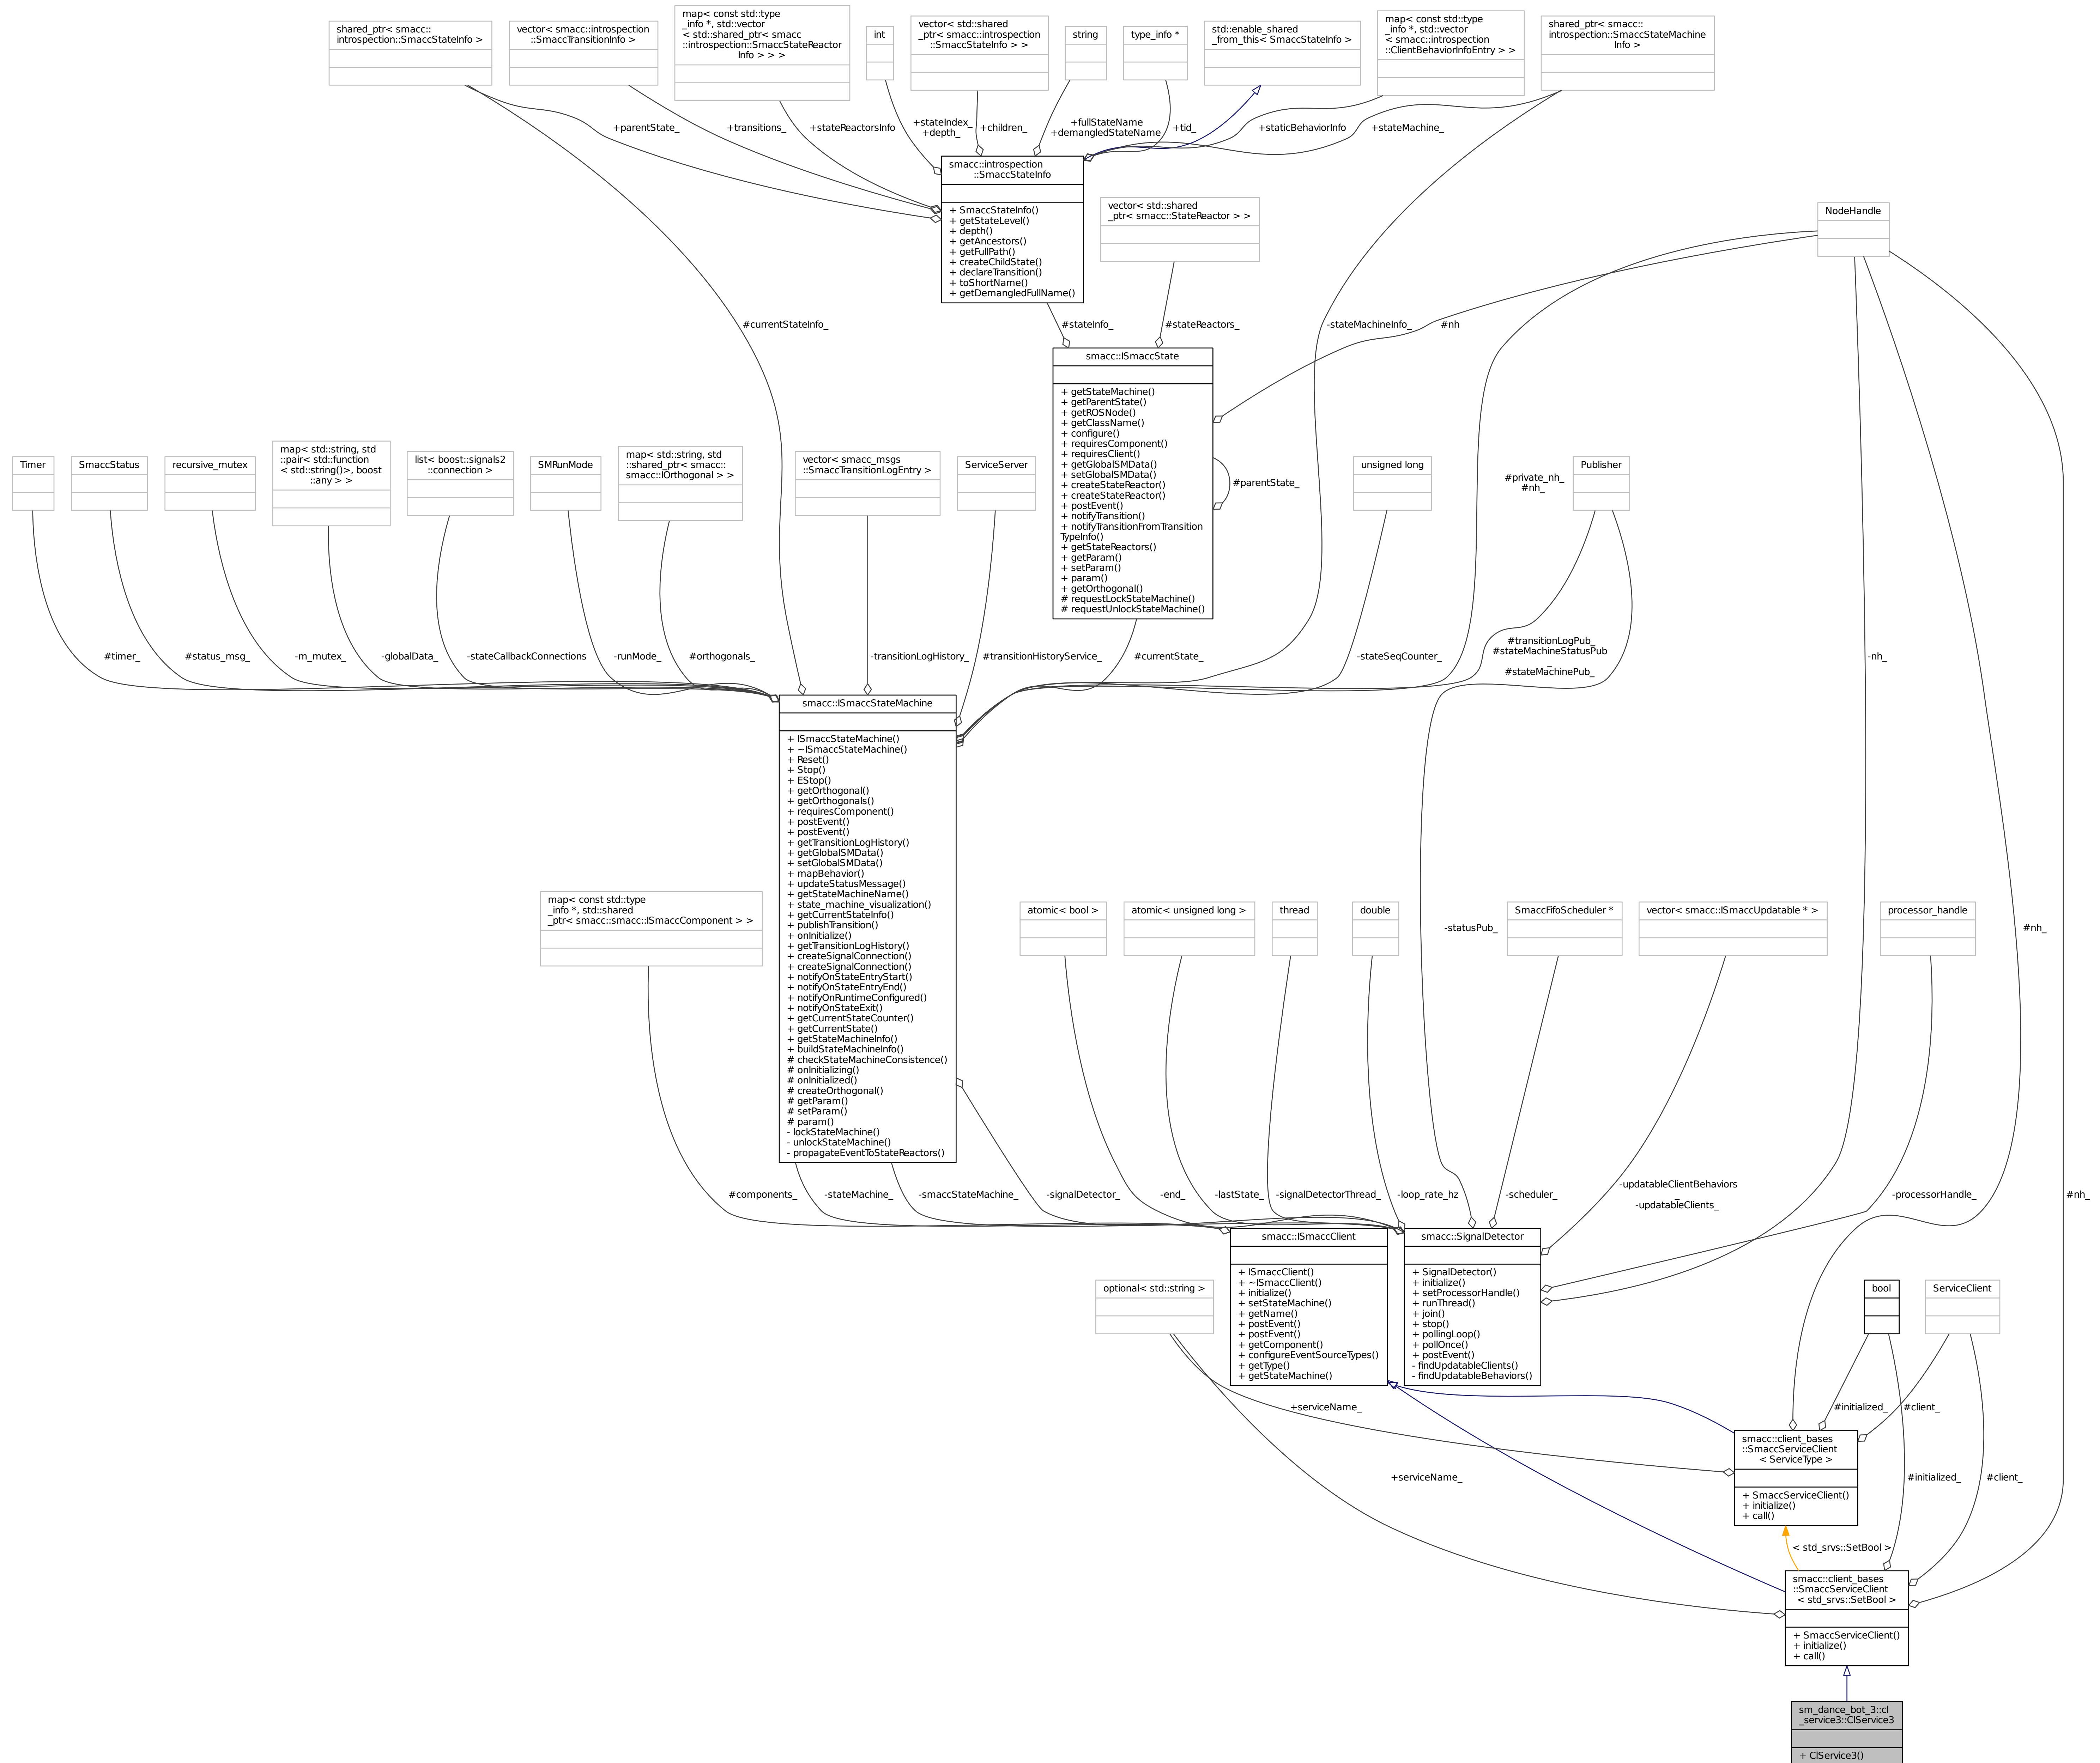 shared_ptr< smacc::
introspection::SmaccStateInfo >
vector< smacc::introspection
::SmaccTransitionInfo >
map< const std::type
_info *, std::vector
< std::shared_ptr< smacc
::introspection::SmaccStateReactor
Info > > >
int
vector< std::shared
_ptr< smacc::introspection
::SmaccStateInfo > >
string
type_info *
std::enable_shared
_from_this< SmaccStateInfo >
map< const std::type
_info *, std::vector
< smacc::introspection
::ClientBehaviorInfoEntry > >
shared_ptr< smacc::
introspection::SmaccStateMachine
Info >
+parentState_
+transitions_
+stateReactorsInfo
+stateIndex_
+depth_
+children_
+fullStateName
+demangledStateName
+tid_
+staticBehaviorInfo
+stateMachine_
smacc::introspection
::SmaccStateInfo
+ SmaccStateInfo()
+ getStateLevel()
+ depth()
+ getAncestors()
+ getFullPath()
+ createChildState()
+ declareTransition()
+ toShortName()
+ getDemangledFullName()
vector< std::shared
_ptr< smacc::StateReactor > >
NodeHandle
#currentStateInfo_
#stateInfo_
#stateReactors_
-stateMachineInfo_
#nh
smacc::ISmaccState
+ getStateMachine()
+ getParentState()
+ getROSNode()
+ getClassName()
+ configure()
+ requiresComponent()
+ requiresClient()
+ getGlobalSMData()
+ setGlobalSMData()
+ createStateReactor()
+ createStateReactor()
+ postEvent()
+ notifyTransition()
+ notifyTransitionFromTransition
TypeInfo()
+ getStateReactors()
+ getParam()
+ setParam()
+ param()
+ getOrthogonal()
# requestLockStateMachine()
# requestUnlockStateMachine()
#parentState_
Timer
SmaccStatus
recursive_mutex
map< std::string, std
::pair< std::function
< std::string()>, boost
::any > >
list< boost::signals2
::connection >
SMRunMode
map< std::string, std
::shared_ptr< smacc::
smacc::IOrthogonal > >
vector< smacc_msgs
::SmaccTransitionLogEntry >
ServiceServer
unsigned long
#private_nh_
#nh_
Publisher
#timer_
#status_msg_
-m_mutex_
-globalData_
-stateCallbackConnections
-runMode_
#orthogonals_
-transitionLogHistory_
#transitionHistoryService_
#currentState_
-stateSeqCounter_
#transitionLogPub_
#stateMachineStatusPub
_
#stateMachinePub_
-nh_
smacc::ISmaccStateMachine
+ ISmaccStateMachine()
+ ~ISmaccStateMachine()
+ Reset()
+ Stop()
+ EStop()
+ getOrthogonal()
+ getOrthogonals()
+ requiresComponent()
+ postEvent()
+ postEvent()
+ getTransitionLogHistory()
+ getGlobalSMData()
+ setGlobalSMData()
+ mapBehavior()
+ updateStatusMessage()
+ getStateMachineName()
+ state_machine_visualization()
+ getCurrentStateInfo()
+ publishTransition()
+ onInitialize()
+ getTransitionLogHistory()
+ createSignalConnection()
+ createSignalConnection()
+ notifyOnStateEntryStart()
+ notifyOnStateEntryEnd()
+ notifyOnRuntimeConfigured()
+ notifyOnStateExit()
+ getCurrentStateCounter()
+ getCurrentState()
+ getStateMachineInfo()
+ buildStateMachineInfo()
# checkStateMachineConsistence()
# onInitializing()
# onInitialized()
# createOrthogonal()
# getParam()
# setParam()
# param()
- lockStateMachine()
- unlockStateMachine()
- propagateEventToStateReactors()
map< const std::type
_info *, std::shared
_ptr< smacc::smacc::ISmaccComponent > >
atomic< bool >
atomic< unsigned long >
thread
double
-statusPub_
SmaccFifoScheduler *
vector< smacc::ISmaccUpdatable * >
processor_handle
#nh_
#components_
-stateMachine_
-smaccStateMachine_
-signalDetector_
-end_
-lastState_
-signalDetectorThread_
-loop_rate_hz
-scheduler_
-updatableClientBehaviors
_
-updatableClients_
-processorHandle_
#nh_
smacc::ISmaccClient
+ ISmaccClient()
+ ~ISmaccClient()
+ initialize()
+ setStateMachine()
+ getName()
+ postEvent()
+ postEvent()
+ getComponent()
+ configureEventSourceTypes()
+ getType()
+ getStateMachine()
smacc::SignalDetector
+ SignalDetector()
+ initialize()
+ setProcessorHandle()
+ runThread()
+ join()
+ stop()
+ pollingLoop()
+ pollOnce()
+ postEvent()
- findUpdatableClients()
- findUpdatableBehaviors()
optional< std::string >
bool
ServiceClient
+serviceName_
#initialized_
#client_
smacc::client_bases
::SmaccServiceClient
< ServiceType >
+ SmaccServiceClient()
+ initialize()
+ call()
+serviceName_
#initialized_
#client_
< std_srvs::SetBool >
smacc::client_bases
::SmaccServiceClient
< std_srvs::SetBool >
+ SmaccServiceClient()
+ initialize()
+ call()
sm_dance_bot_3::cl
_service3::ClService3
+ ClService3()